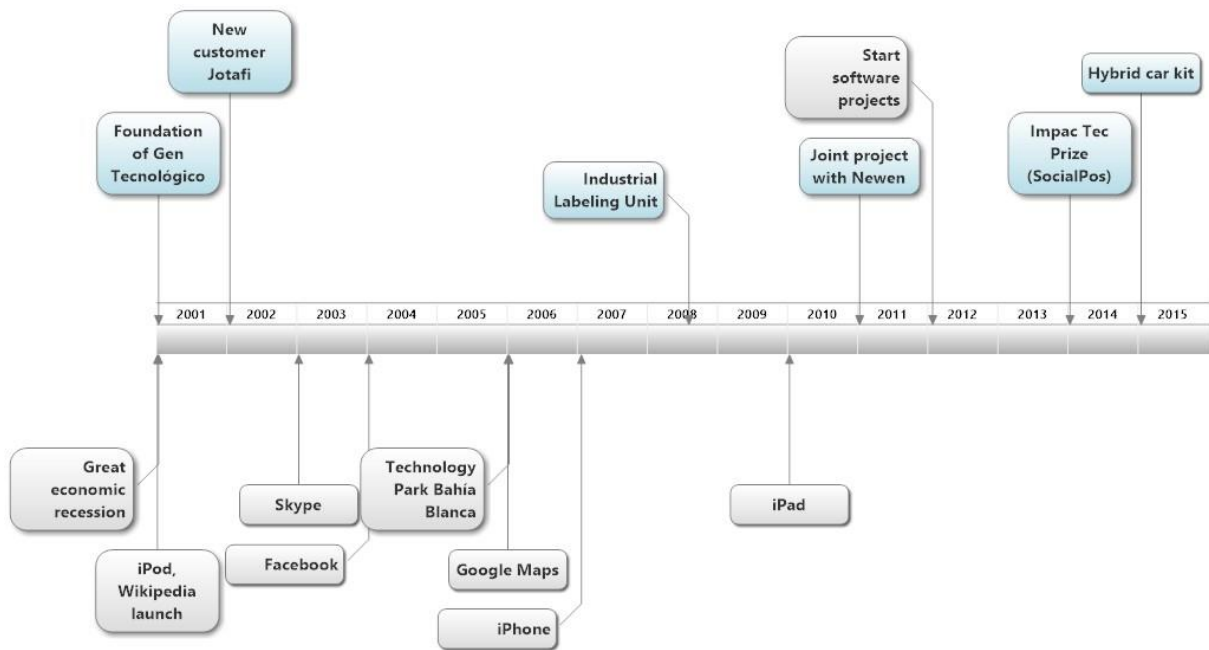 New
customer
Jotafi
Start
software
projects
Hybrid car kit
Foundation
of Gen
Tecnológico
Impac Tec
Prize
(SocialPos)
Joint project
with Newen
Industrial
Labeling Unit
2001 2002 2003 2004 2005 2006 2007 2008 2009 2010 2011 2012 2013 2014 2015
Great
economic
recession
Technology
Park Bahía
Blanca
Skype
iPad
Facebook
Google Maps
iPod,
Wikipedia
launch
iPhone